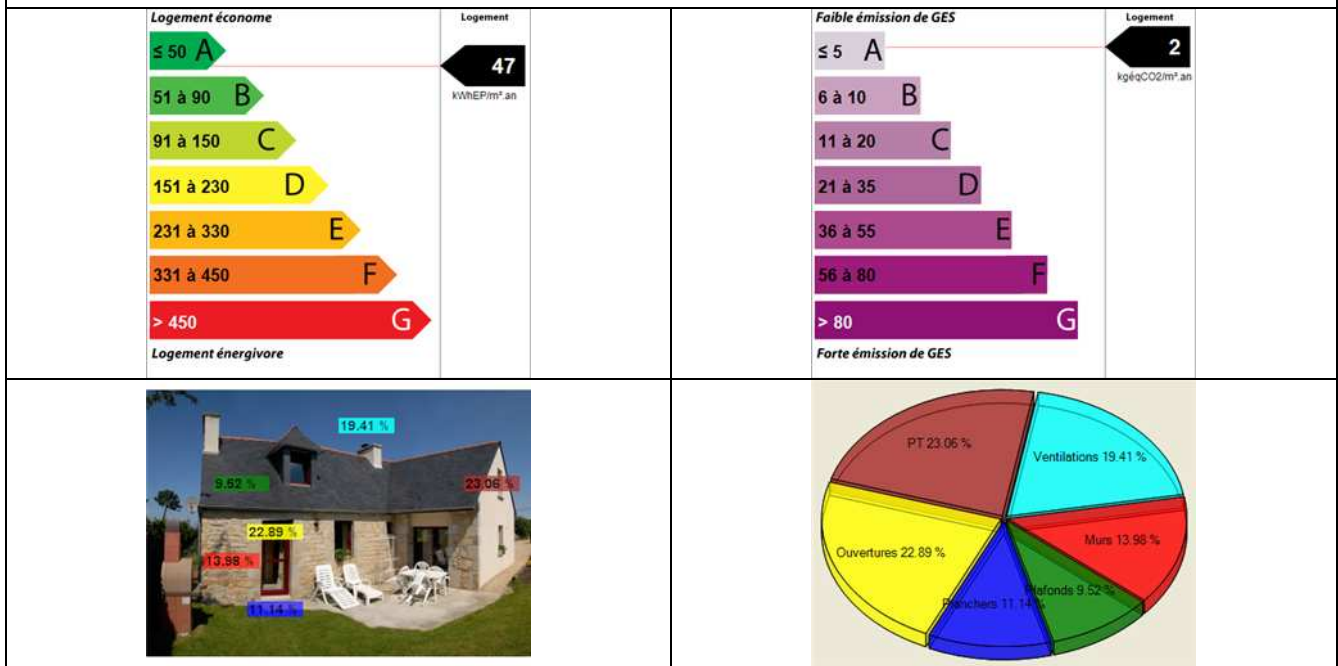 Logement économe
Logement
≤ 50 A
47
kWhEP/m².an
51 à 90 B
91 à 150 C
151 à 230 D
231 à 330 E
331 à 450 F
> 450 G
Logement énergivore
Faible émission de GES
Logement
≤ 5 A
2
kgéqCO2/m².an
6 à 10 B
11 à 20 C
21 à 35 D
36 à 55 E
56 à 80 F
> 80 G
Forte émission de GES
19.41 %
9.52 %
23.06 %
22.89 %
13.98 %
11.14 %
PT 23.06 %
Ventilations 19.41 %
Murs 13.98 %
Ouvertures 22.89 %
Plafonds 9.52 %
Planchers 11.14 %